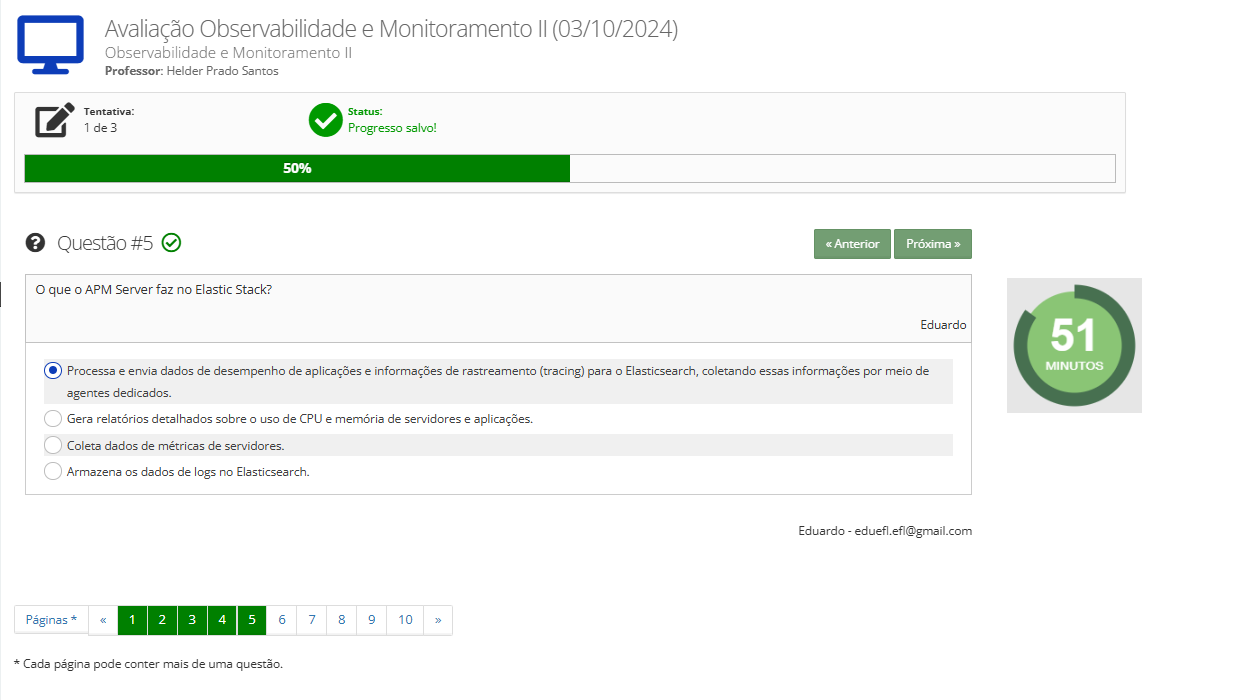 Avaliação Observabilidade e Monitoramento II (03/10/2024)
Observabilidade e Monitoramento II
Professor: Helder Prado Santos
Tentativa:
1 de 3
Status:
Progresso salvo!
50%
Questão #5
« Anterior
Próxima »
O que o APM Server faz no Elastic Stack?
Eduardo
Processa e envia dados de desempenho de aplicações e informações de rastreamento (tracing) para o Elasticsearch, coletando essas informações por meio de
agentes dedicados.
Gera relatórios detalhados sobre o uso de CPU e memória de servidores e aplicações.
Coleta dados de métricas de servidores.
Armazena os dados de logs no Elasticsearch.
51
MINUTOS
Eduardo - eduefl.efl@gmail.com
Páginas * « 1 2 3 4 5 6 7 8 9 10 »
* Cada página pode conter mais de uma questão.